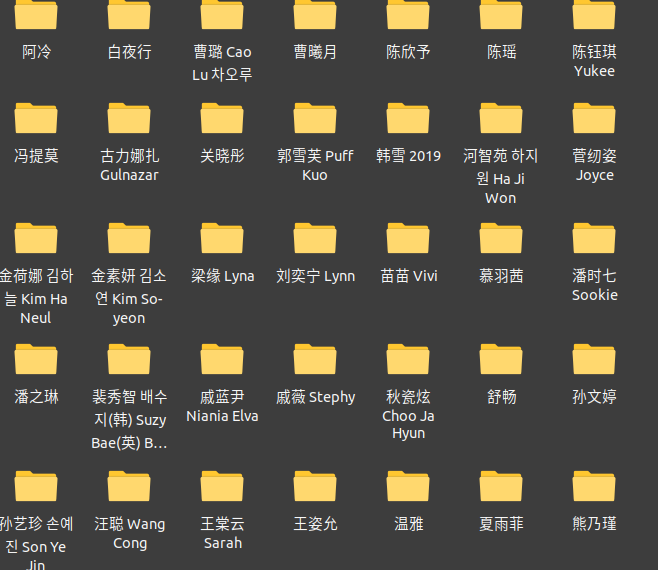 阿冷
白夜行
曹璐 Cao
Lu 차오루
曹曦月
陈欣予
陈瑶
陈钰琪
Yukee
冯提莫
古力娜扎
Gulnazar
关晓彤
郭雪芙 Puff
Kuo
韩雪 2019
河智苑 하지
원 Ha Ji
Won
菅纫姿
Joyce
金荷娜 김하
늘 Kim Ha
Neul
金素妍 김소
연 Kim So-
yeon
梁缘 Lyna
刘奕宁 Lynn
苗苗 Vivi
慕羽茜
潘时七
Sookie
潘之琳
裴秀智 배수
지(韩) Suzy
Bae(英) B...
戚蓝尹
Niania Elva
戚薇 Stephy
秋瓷炫
Choo Ja
Hyun
舒畅
孙文婷
孙艺珍 손예
진 Son Ye
Jin
汪聪 Wang
Cong
王棠云
Sarah
王姿允
温雅
夏雨菲
熊乃瑾